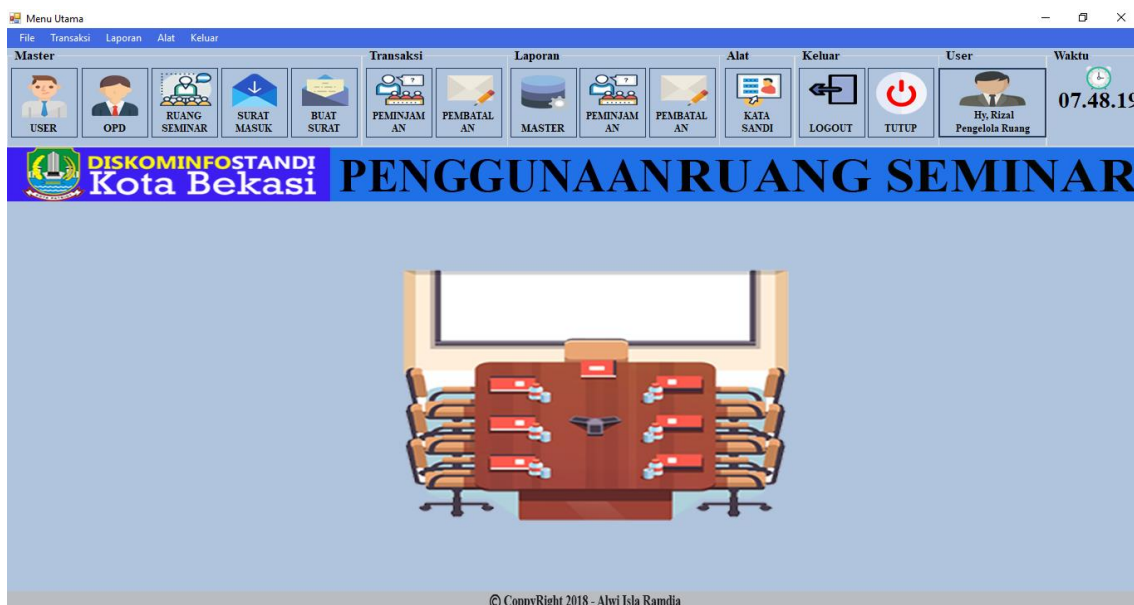 Menu Utama
File Transaksi Laporan Alat Keluar
Master Transaksi Laporan Alat Keluar User Waktu
USER
OPD
RUANG
SEMINAR
SURAT
MASUK
BUAT
SURAT
PEMINJAM
AN
PEMBATAL
AN
MASTER
PEMINJAM
AN
PEMBATAL
AN
KATA
SANDI
LOGOUT
TUTUP
Hy, Rizal
Pengelola Ruang
07.48.19
DISKOMINFOSTANDI
Kota Bekasi
PENGGUNAANRUANG SEMINAR
© CoppyRight 2018 - Alwi Isla Ramdia